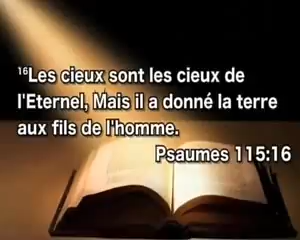 ¹⁶Les cieux sont les cieux de
l'Eternel, Mais il a donné la terre
aux fils de l'homme.
Psaumes 115:16